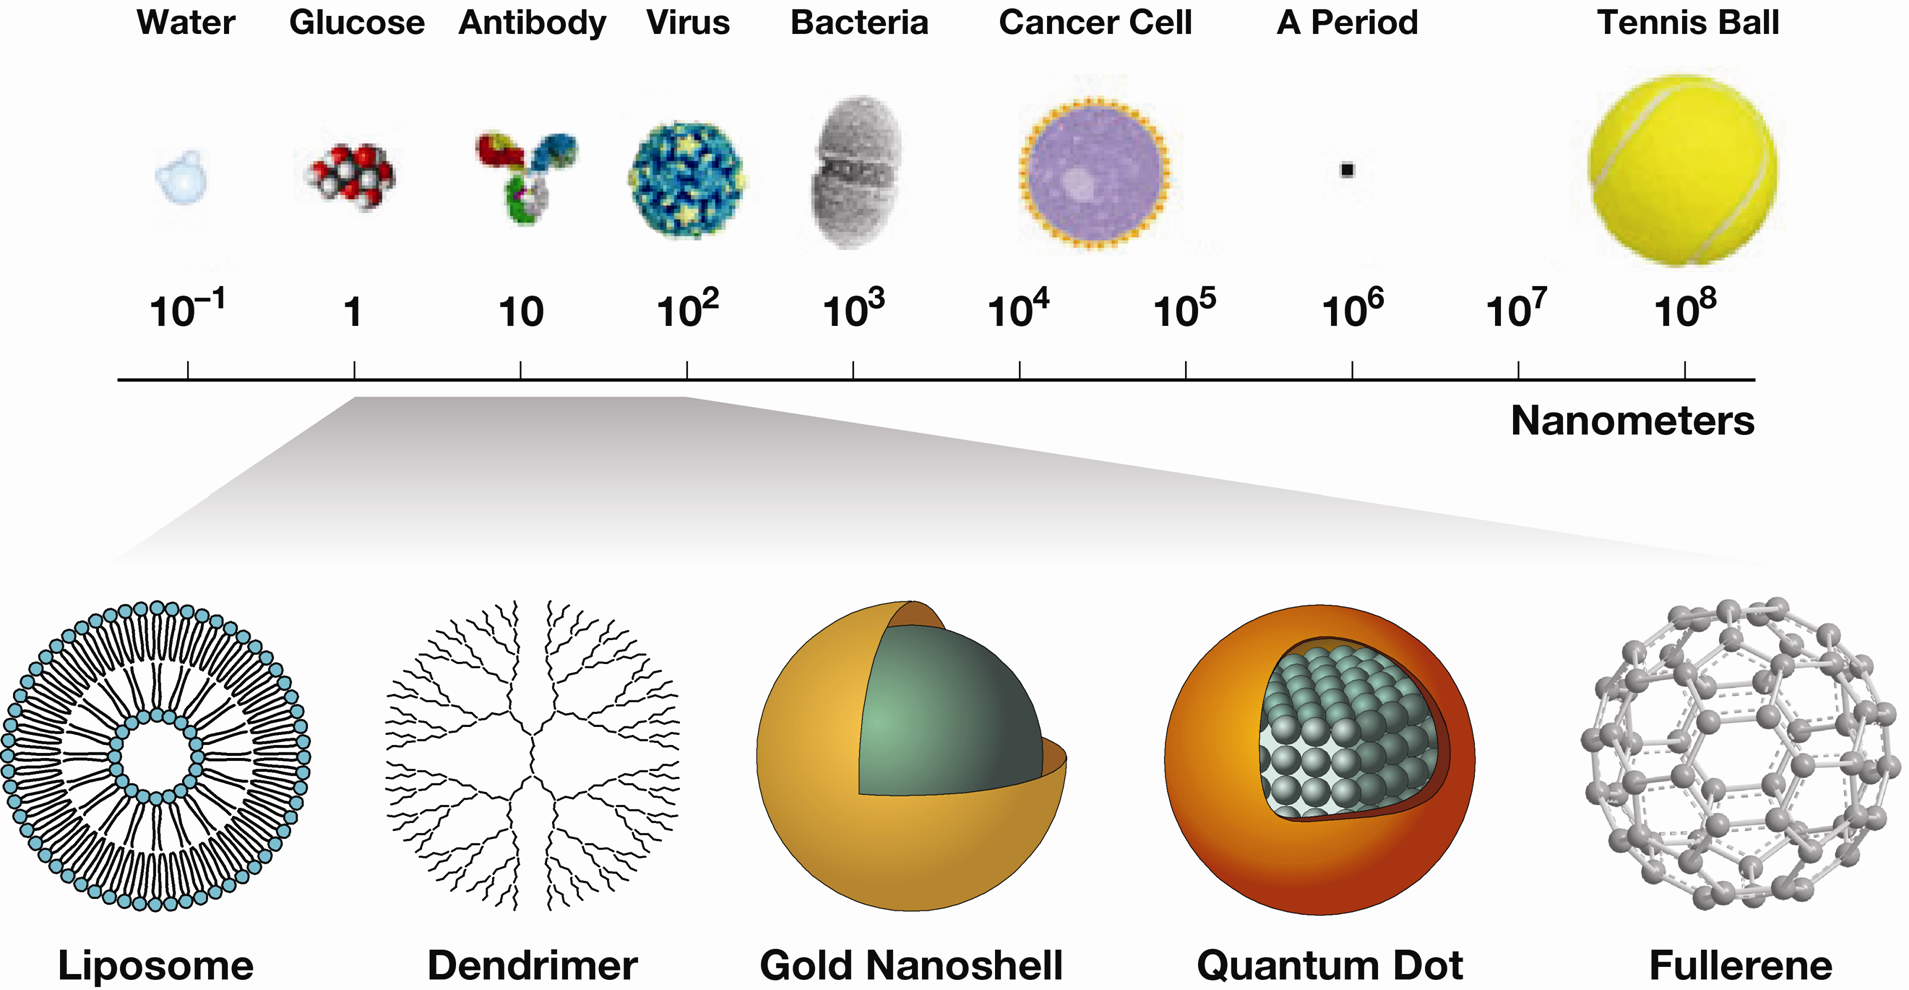 Water Glucose Antibody Virus Bacteria Cancer Cell A Period Tennis Ball
10⁻¹ 1 10 10² 10³ 10⁴ 10⁵ 10⁶ 10⁷ 10⁸
Nanometers
Liposome Dendrimer Gold Nanoshell Quantum Dot Fullerene